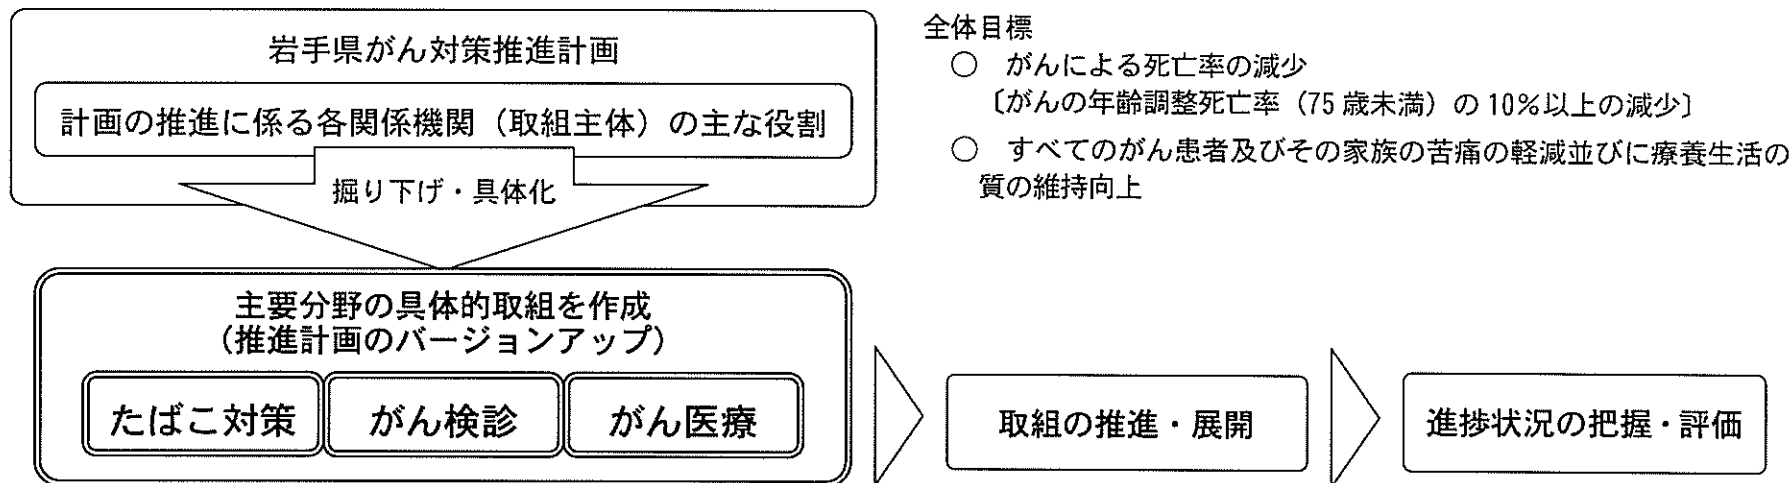 岩手県がん対策推進計画
計画の推進に係る各関係機関（取組主体）の主な役割
掘り下げ・具体化
全体目標
○　がんによる死亡率の減少
〔がんの年齢調整死亡率（75歳未満）の10％以上の減少〕
○　すべてのがん患者及びその家族の苦痛の軽減並びに療養生活の
質の維持向上
主要分野の具体的取組を作成
（推進計画のバージョンアップ）
たばこ対策
がん検診
がん医療
取組の推進・展開
進捗状況の把握・評価